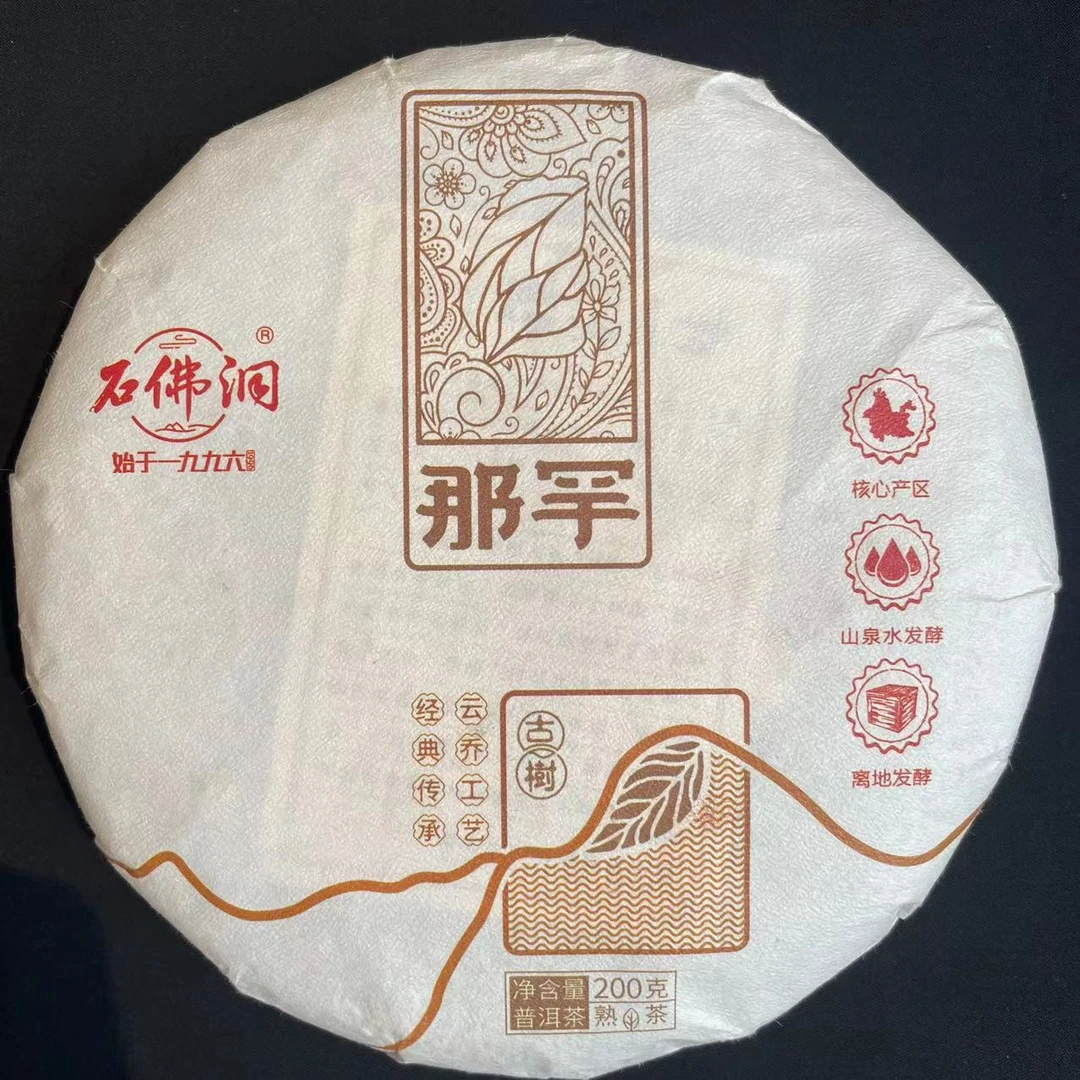 石佛洞®
始于一九九六
那罕
核心产区
山泉水发酵
离地发酵
云乔工艺
经典传承
古樹
净含量 200克
普洱茶 熟茶